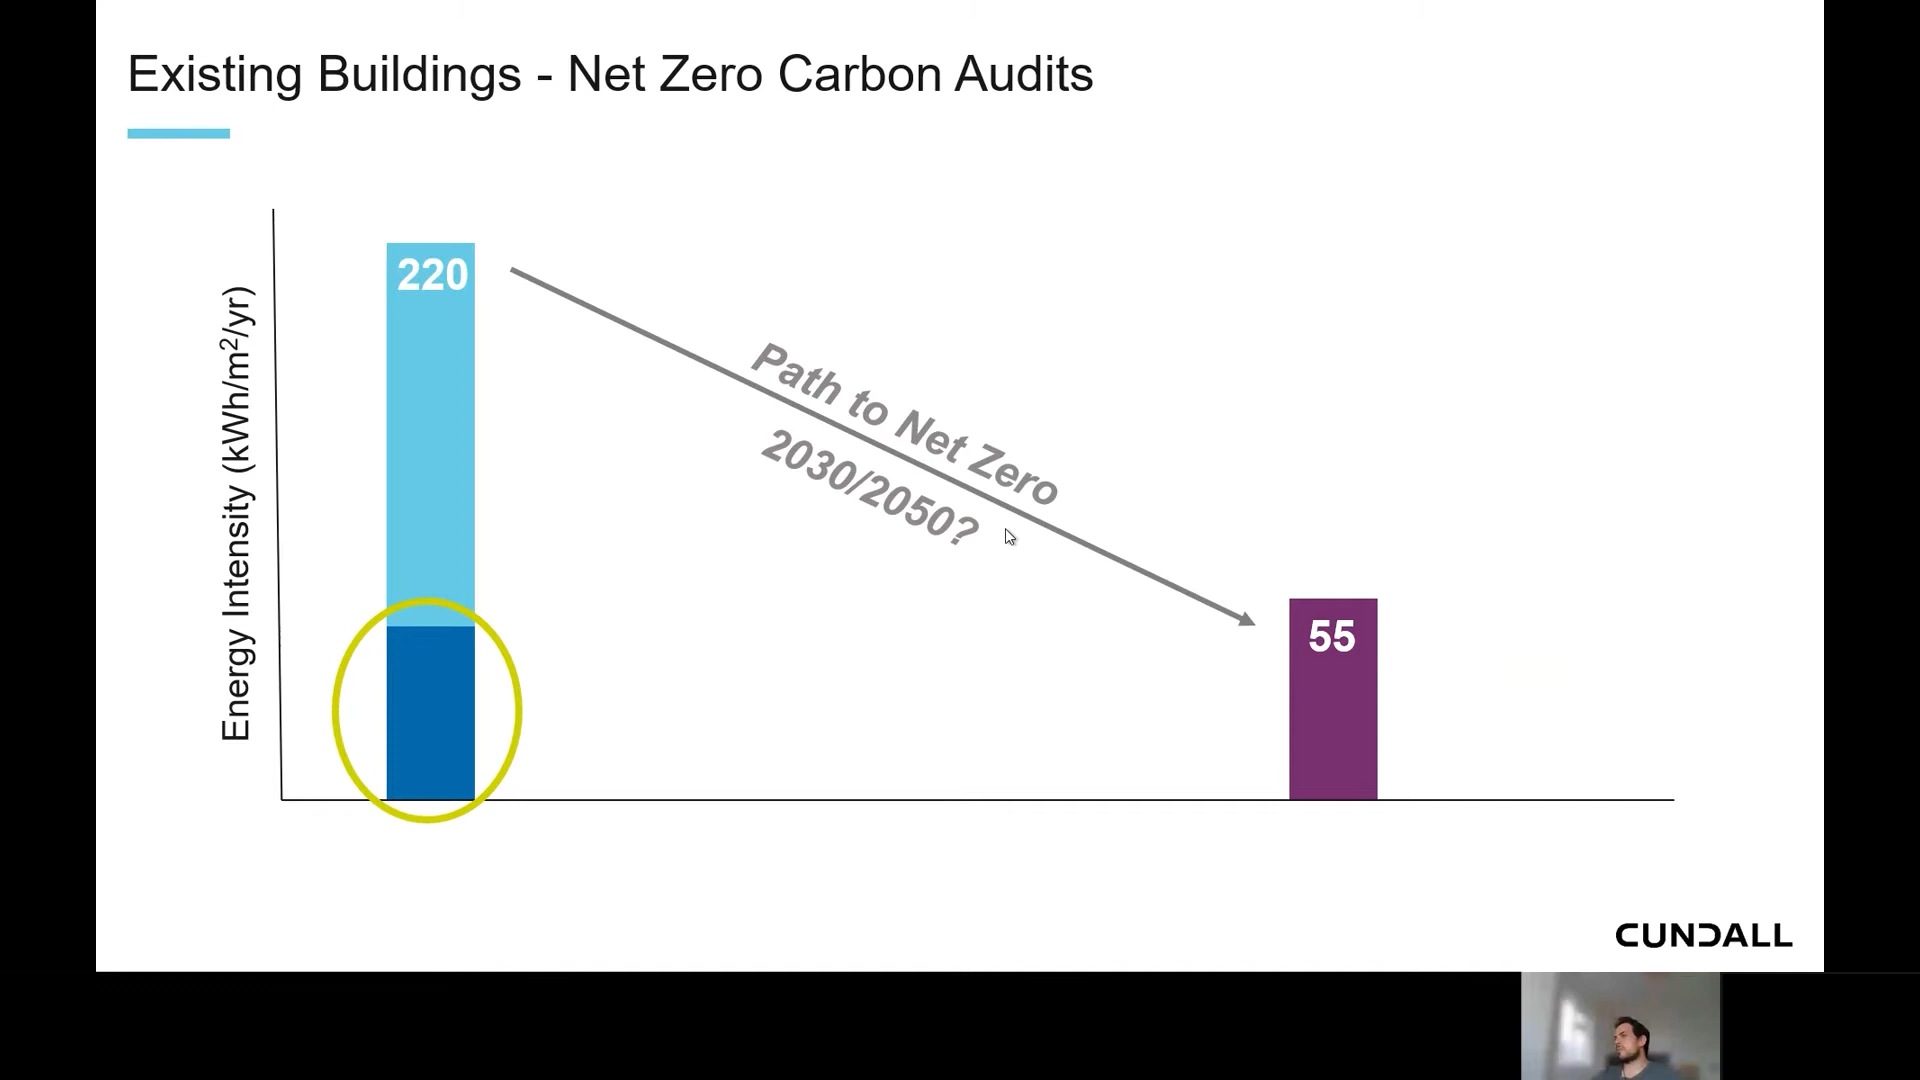 Existing Buildings - Net Zero Carbon Audits
Energy Intensity (kWh/m²/yr)
220
Path to Net Zero
2030/2050?
55
CUNDALL